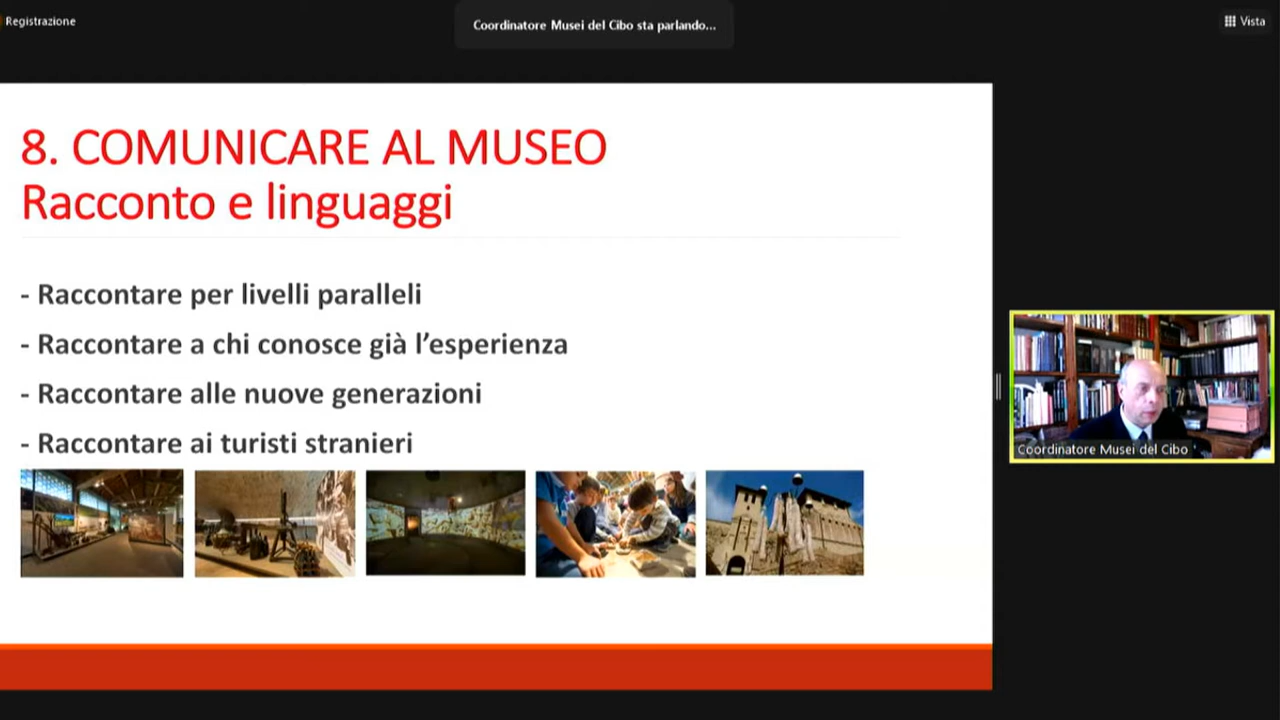 Registrazione
Coordinatore Musei del Cibo sta parlando...
Vista
8. COMUNICARE AL MUSEO
Racconto e linguaggi
- Raccontare per livelli paralleli
- Raccontare a chi conosce già l’esperienza
- Raccontare alle nuove generazioni
- Raccontare ai turisti stranieri
Coordinatore Musei del Cibo